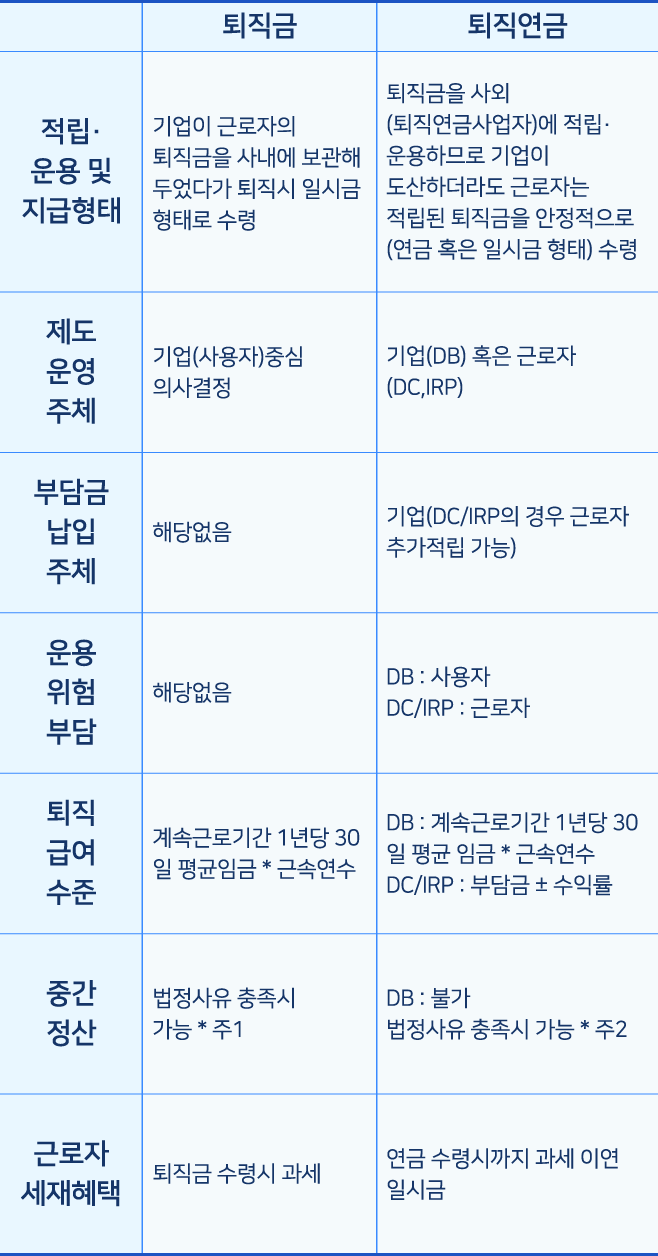 퇴직금
퇴직연금
적립·
운용 및
지급형태
기업이 근로자의
퇴직금을 사내에 보관해
두었다가 퇴직시 일시금
형태로 수령
퇴직금을 사외
(퇴직연금사업자)에 적립·
운용하므로 기업이
도산하더라도 근로자는
적립된 퇴직금을 안정적으로
(연금 혹은 일시금 형태) 수령
제도
운영
주체
기업(사용자)중심
의사결정
기업(DB) 혹은 근로자
(DC,IRP)
부담금
납입
주체
해당없음
기업(DC/IRP의 경우 근로자
추가적립 가능)
운용
위험
부담
해당없음
DB : 사용자
DC/IRP : 근로자
퇴직
급여
수준
계속근로기간 1년당 30
일 평균임금 * 근속연수
DB : 계속근로기간 1년당 30
일 평균 임금 * 근속연수
DC/IRP : 부담금 ± 수익률
중간
정산
법정사유 충족시
가능 * 주1
DB : 불가
법정사유 충족시 가능 * 주2
근로자
세재혜택
퇴직금 수령시 과세
연금 수령시까지 과세 이연
일시금